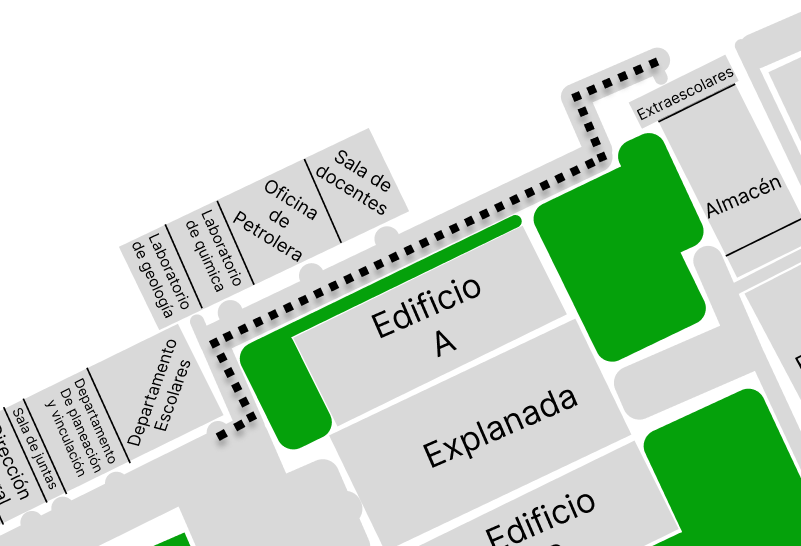 Extraescolares
Almacén
Sala de
docentes
Oficina
de
Petrolera
Laboratorio
de quimica
Laboratorio
de geología
Edificio
A
Explanada
Edificio
Departamento
Escolares
Departamento
De planeación
y vinculación
Sala de juntas